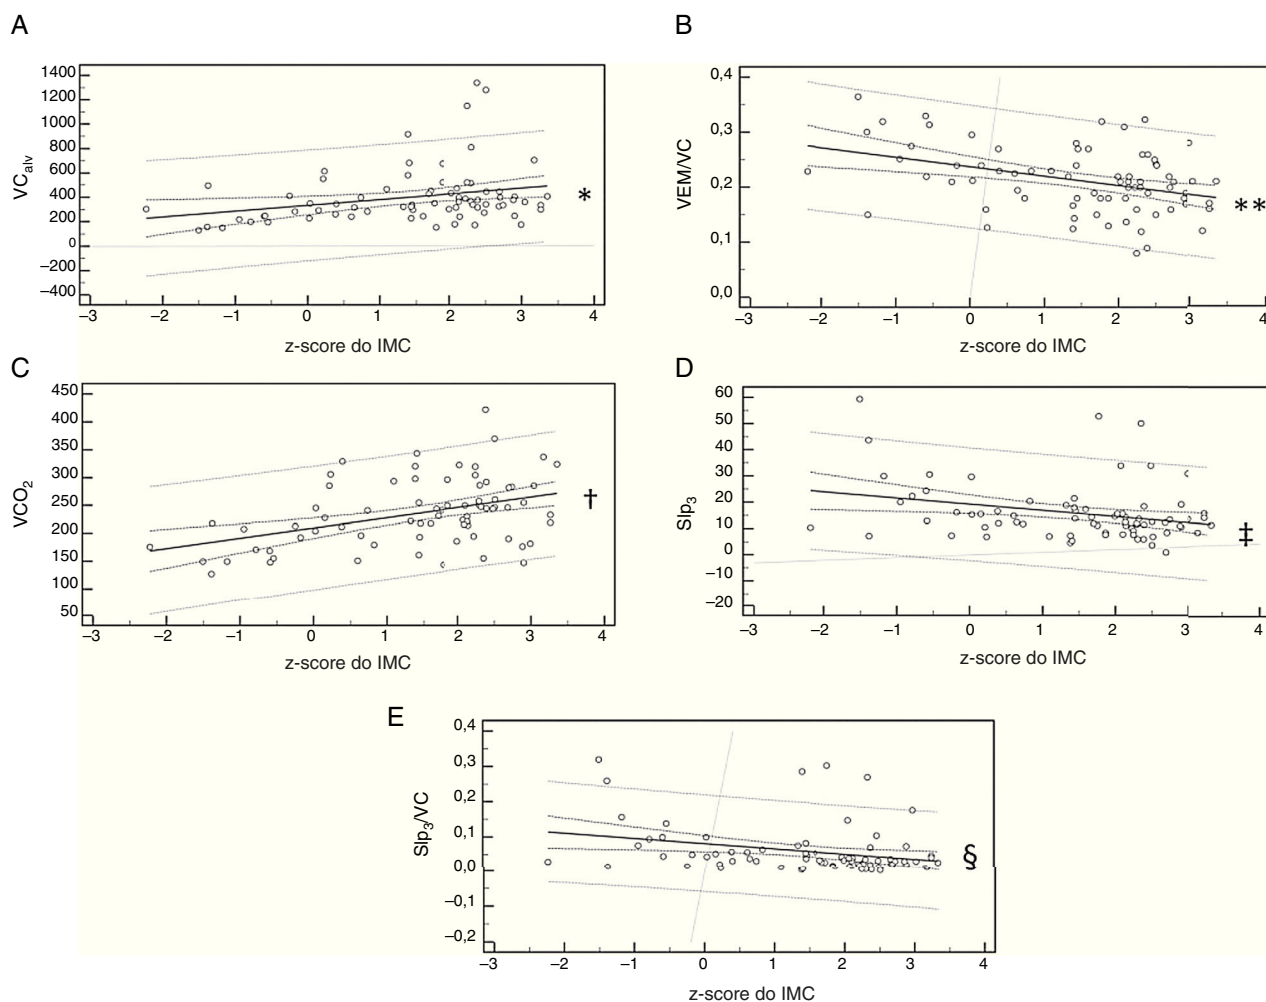 A
VC_alv
1400
1200
1000
800
600
400
200
0
–200
–400
–3 –2 –1 0 1 2 3 4
z-score do IMC
*
B
VEM/VC
0,4
0,3
0,2
0,1
0,0
–3 –2 –1 0 1 2 3 4
z-score do IMC
**
C
VCO₂
450
400
350
300
250
200
150
100
50
–3 –2 –1 0 1 2 3 4
z-score do IMC
†
D
Slp₃
60
50
40
30
20
10
0
–10
–20
–3 –2 –1 0 1 2 3 4
z-score do IMC
‡
E
Slp₃/VC
0,4
0,3
0,2
0,1
0,0
–0,1
–0,2
–3 –2 –1 0 1 2 3 4
z-score do IMC
§